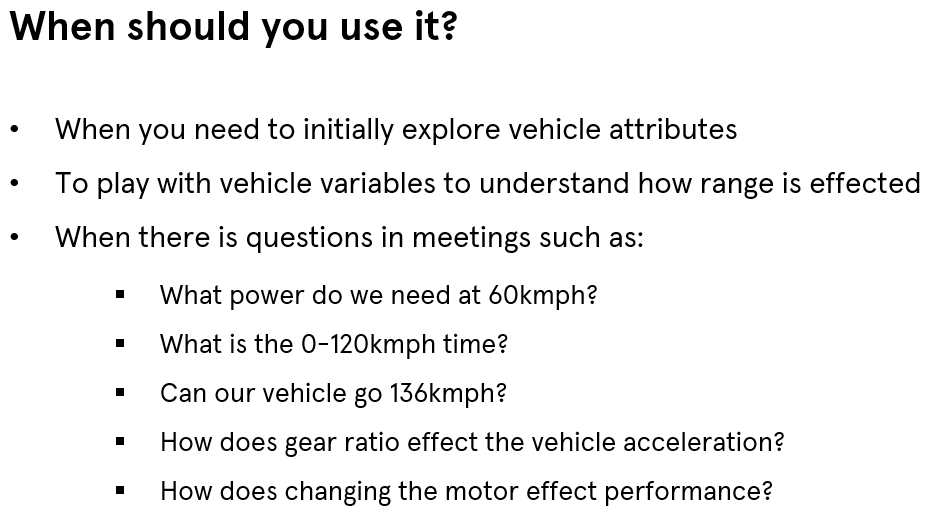 When should you use it?
• When you need to initially explore vehicle attributes
• To play with vehicle variables to understand how range is effected
• When there is questions in meetings such as:
▪ What power do we need at 60kmph?
▪ What is the 0-120kmph time?
▪ Can our vehicle go 136kmph?
▪ How does gear ratio effect the vehicle acceleration?
▪ How does changing the motor effect performance?